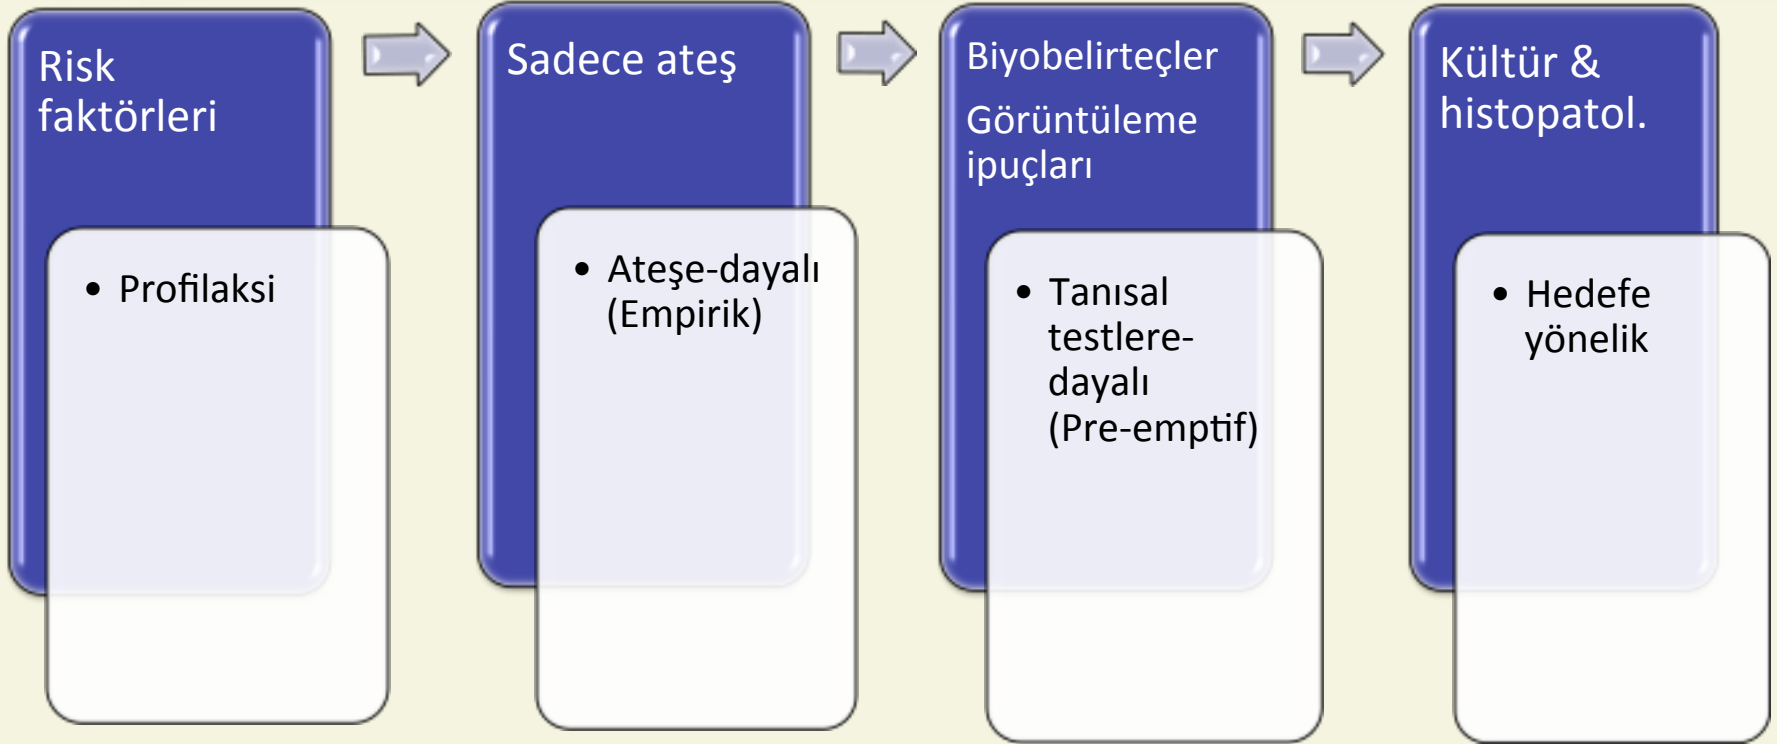 Risk
faktörleri
• Profilaksi
Sadece ateş
• Ateşe-dayalı
(Empirik)
Biyobelirteçler
Görüntüleme
ipuçları
• Tanısal
testlere-
dayalı
(Pre-emptif)
Kültür &
histopatol.
• Hedefe
yönelik